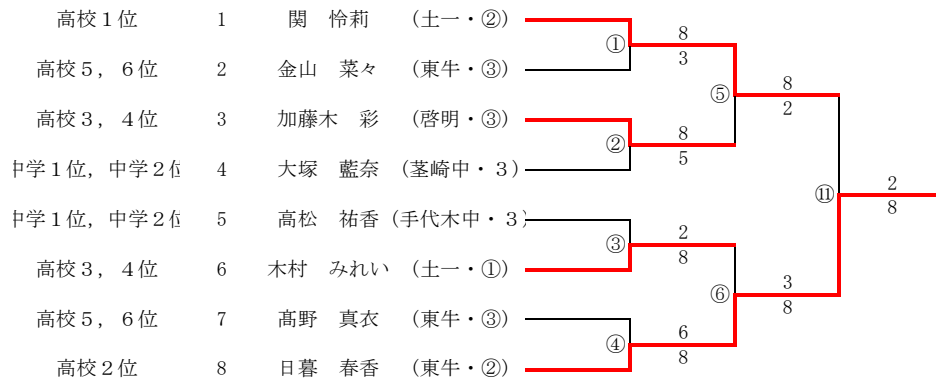 高校１位 1 関　怜莉 （土一・②）
高校５，６位 2 金山　菜々 （東牛・③）
高校３，４位 3 加藤木　彩 （啓明・③）
中学１位，中学２位 4 大塚　藍奈 （茎崎中・３）
中学１位，中学２位 5 高松　祐香 （手代木中・３）
高校３，４位 6 木村　みれい （土一・①）
高校５，６位 7 髙野　真衣 （東牛・③）
高校２位 8 日暮　春香 （東牛・②）
① 8
3
② 8
5
③ 2
8
④ 6
8
⑤ 8
2
⑥ 3
8
⑪ 2
8